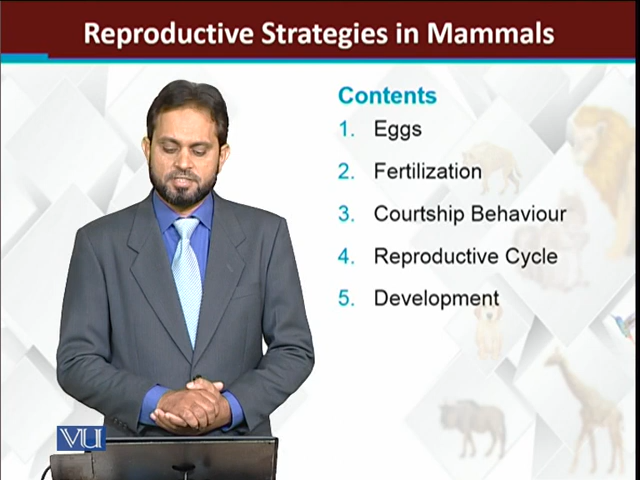 Reproductive Strategies in Mammals
Contents
1. Eggs
2. Fertilization
3. Courtship Behaviour
4. Reproductive Cycle
5. Development
VU